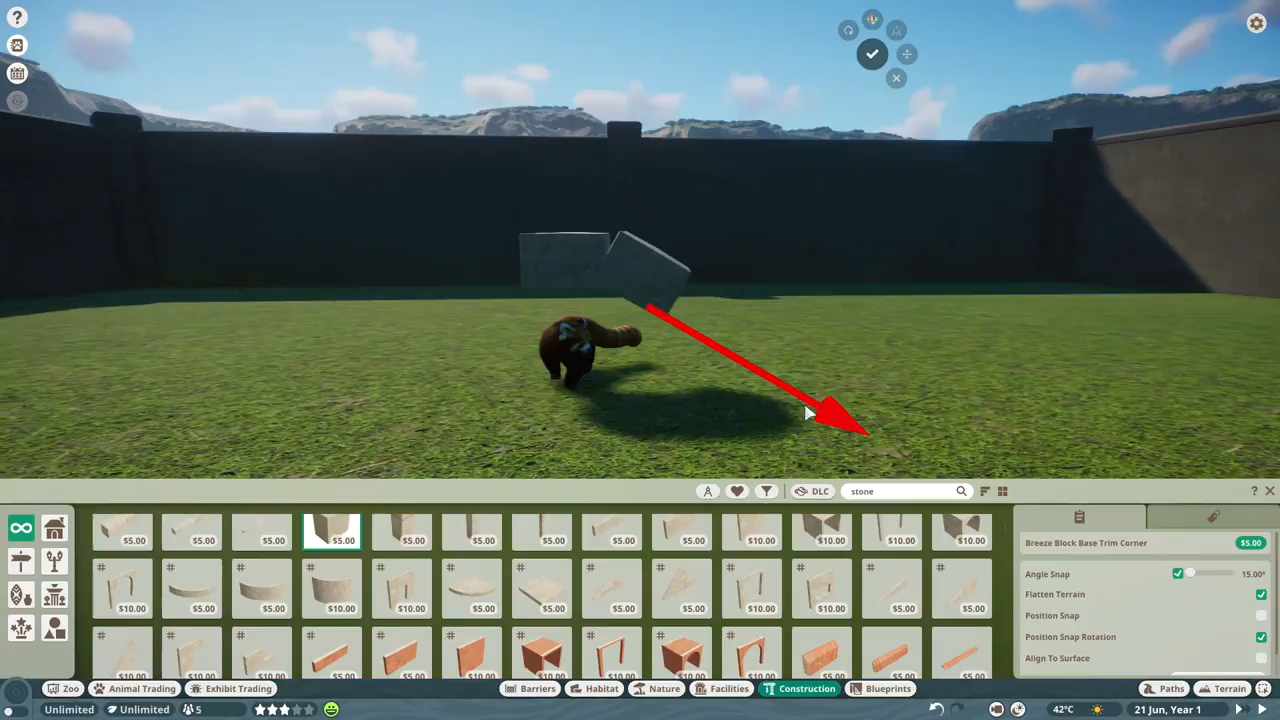 ?
DLC
stone
? ×
$5.00 $5.00 $5.00 $5.00 $5.00 $5.00 $5.00 $5.00 $10.00 $5.00 $10.00 $10.00 $10.00
Breeze Block Base Trim Corner $5.00
Angle Snap 15.00°
Flatten Terrain
Position Snap
Position Snap Rotation
Align To Surface
# # # # # # # # # # # # #
$10.00 $5.00 $5.00 $10.00 $10.00 $5.00 $5.00 $5.00 $5.00 $10.00 $10.00 $5.00 $5.00
# # # # # # # # # # # # #
Zoo Animal Trading Exhibit Trading Barriers Habitat Nature Facilities Construction Blueprints Paths Terrain
Unlimited Unlimited 5 42°C 21 Jun, Year 1